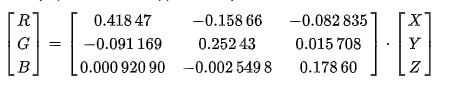 R 0.418 47 −0.158 66 −0.082 835 X
G = −0.091 169 0.252 43 0.015 708 · Y
B 0.000 920 90 −0.002 549 8 0.178 60 Z